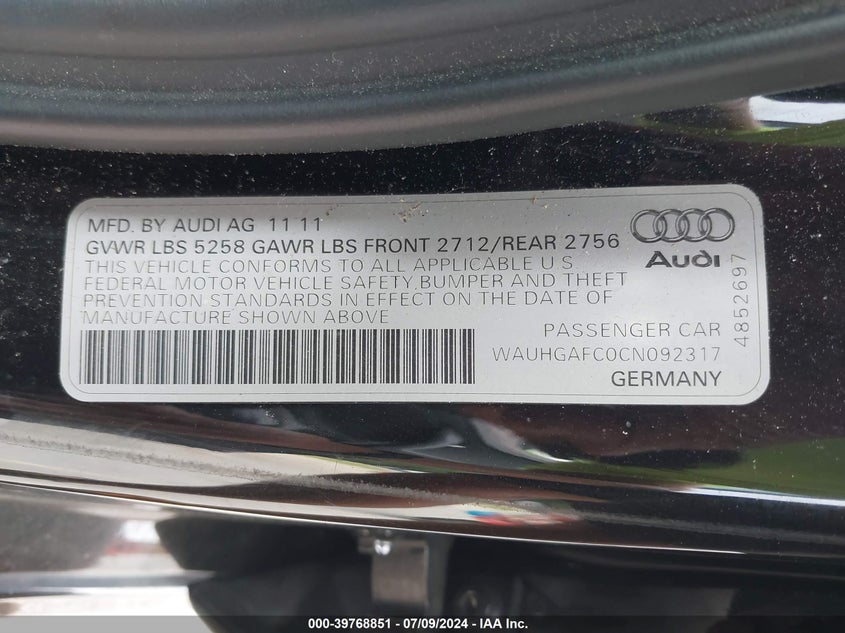 MFD. BY AUDI AG 11 11
GVWR LBS 5258 GAWR LBS FRONT 2712/REAR 2756
THIS VEHICLE CONFORMS TO ALL APPLICABLE U S
FEDERAL MOTOR VEHICLE SAFETY, BUMPER AND THEFT
PREVENTION STANDARDS IN EFFECT ON THE DATE OF
MANUFACTURE SHOWN ABOVE
PASSENGER CAR
WAUHGAFC0CN092317
GERMANY
Audi
4852697
000-39768851 - 07/09/2024 - IAA Inc.